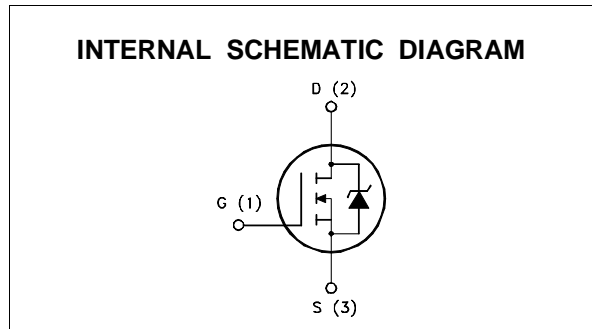 INTERNAL SCHEMATIC DIAGRAM
D (2)
G (1)
S (3)